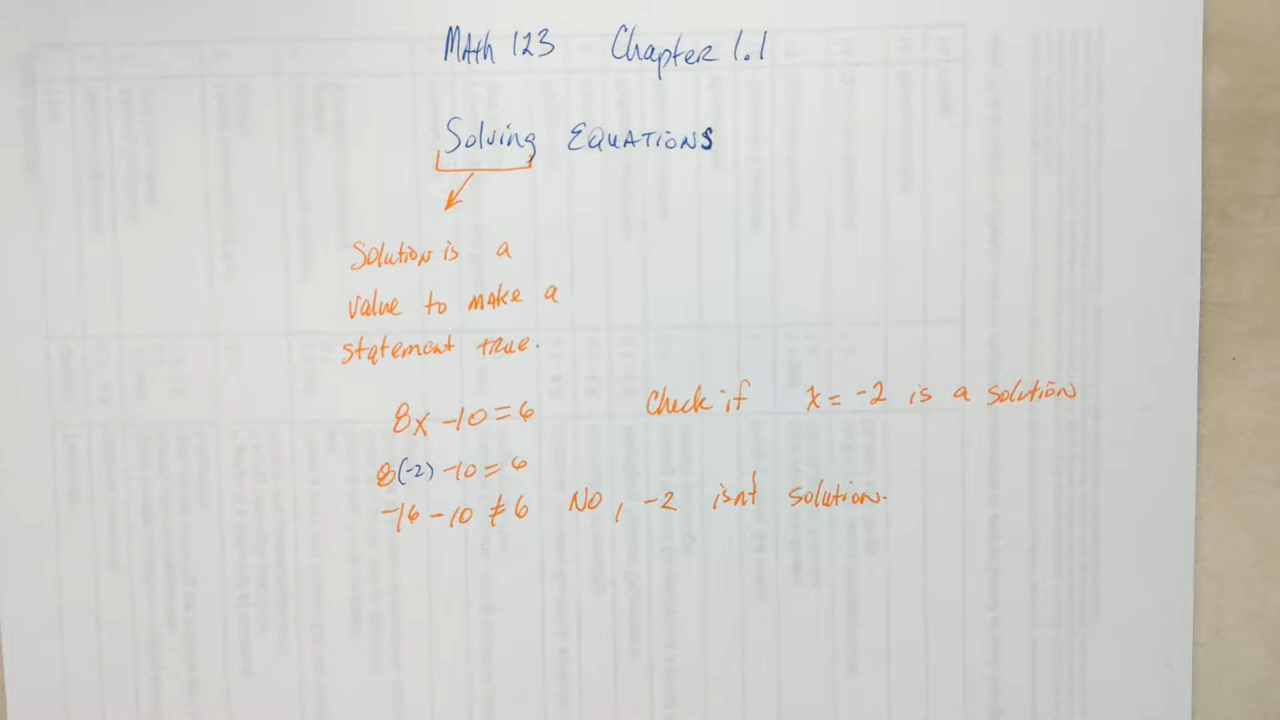 MATH 123 Chapter 1.1
Solving EQUATIONS
Solution is a
value to make a
statement true.
8x -10 = 6 Check if x = -2 is a solution
8(-2) -10 = 6
-16 -10 ≠ 6 No, -2 isn't solution.